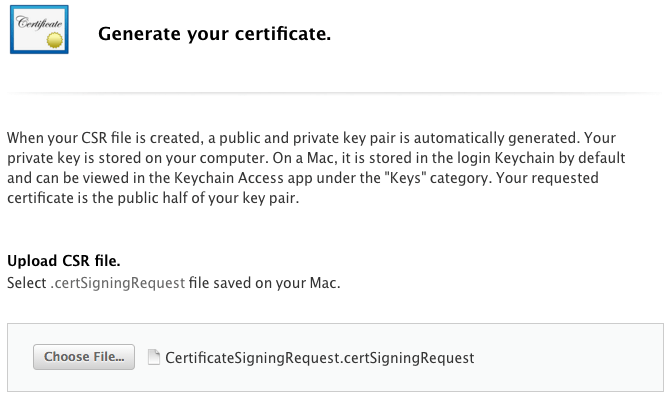 Certificate
Generate your certificate.
When your CSR file is created, a public and private key pair is automatically generated. Your
private key is stored on your computer. On a Mac, it is stored in the login Keychain by default
and can be viewed in the Keychain Access app under the "Keys" category. Your requested
certificate is the public half of your key pair.
Upload CSR file.
Select .certSigningRequest file saved on your Mac.
Choose File... CertificateSigningRequest.certSigningRequest